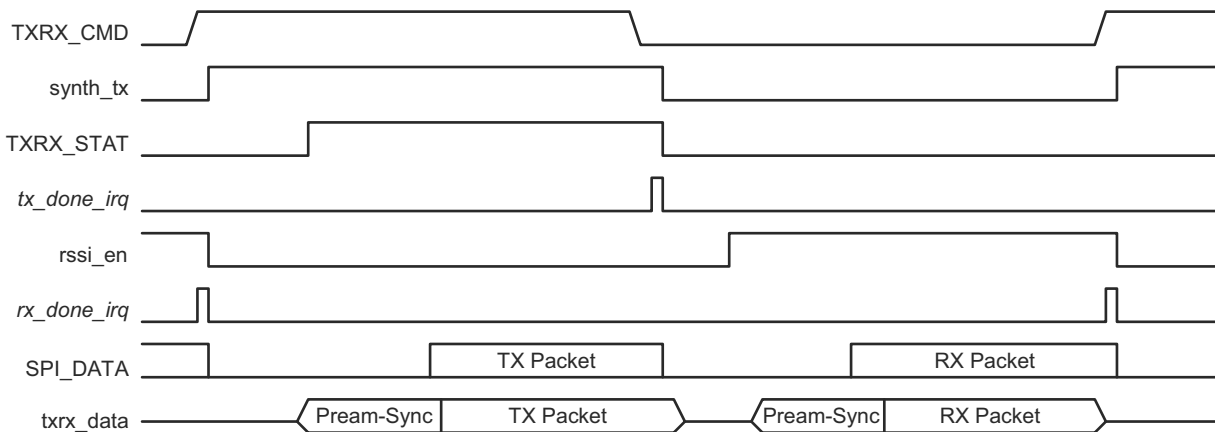 TXRX_CMD
synth_tx
TXRX_STAT
tx_done_irq
rssi_en
rx_done_irq
SPI_DATA
TX Packet
RX Packet
txrx_data
Pream-Sync
TX Packet
Pream-Sync
RX Packet